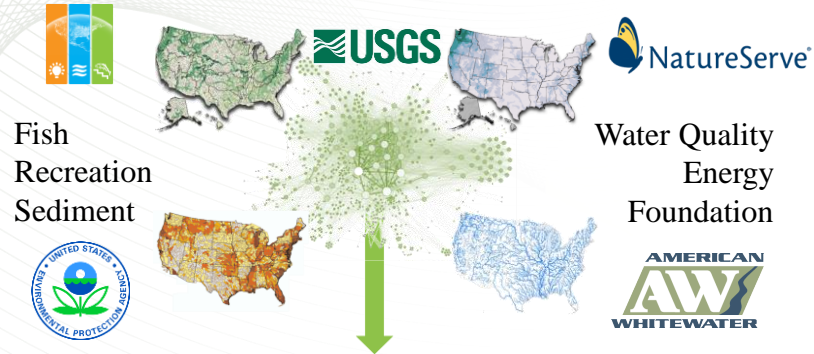 USGS
NatureServe®
Fish
Recreation
Sediment
Water Quality
Energy
Foundation
UNITED STATES
ENVIRONMENTAL PROTECTION AGENCY
AMERICAN
AW
WHITEWATER